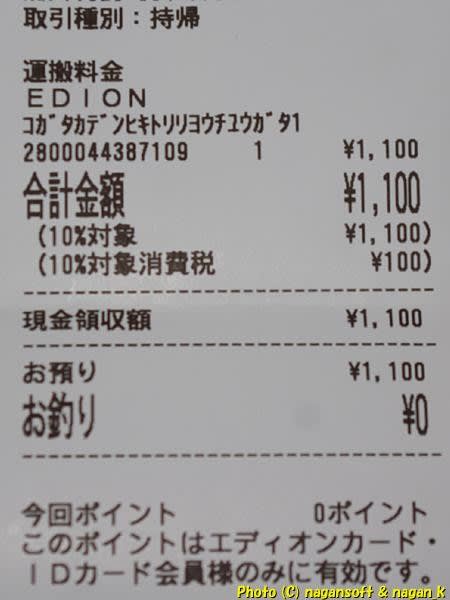 取引種別：持帰
運搬料金
ＥＤＩＯＮ
ｺｶﾞﾀｶﾃﾞﾝﾋｷﾄﾘﾘﾖｳﾁﾕｳｶﾞﾀ1
2800044387109 1 ¥1,100
合計金額 ¥1,100
(10%対象 ¥1,100)
(10%対象消費税 ¥100)
現金領収額 ¥1,100
お預り ¥1,100
お釣り ¥0
今回ポイント 0ポイント
このポイントはエディオンカード・
ＩＤカード会員様のみに有効です。
Photo (C) nagansoft & nagan k